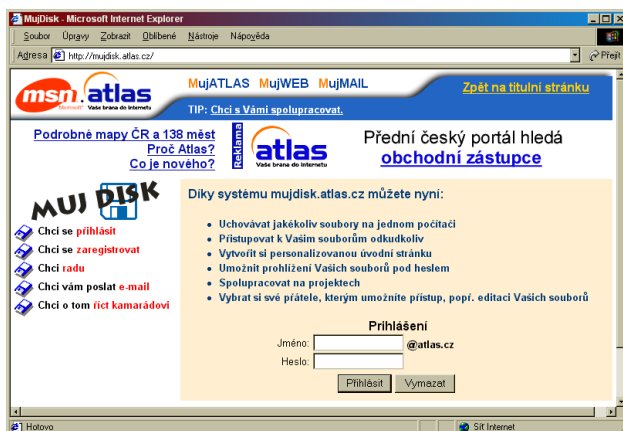 MujDisk - Microsoft Internet Explorer
Soubor Úpravy Zobrazit Oblíbené Nástroje Nápověda
Adresa http://mujdisk.atlas.cz/ Přejít
msn.atlas
Microsoft Vaše brána do Internetu
MujATLAS MujWEB MujMAIL
Zpět na titulní stránku
TIP: Chci s Vámi spolupracovat.
Podrobné mapy ČR a 138 měst
Proč Atlas?
Co je nového?
Reklama
atlas
Vaše brána do Internetu
Přední český portál hledá
obchodní zástupce
MUJ DISK
Chci se přihlásit
Chci se zaregistrovat
Chci radu
Chci vám poslat e-mail
Chci o tom říct kamarádovi
Díky systému mujdisk.atlas.cz můžete nyní:
Uchovávat jakékoliv soubory na jednom počítači
Přistupovat k Vašim souborům odkudkoliv
Vytvořit si personalizovanou úvodní stránku
Umožnit prohlížení Vašich souborů pod heslem
Spolupracovat na projektech
Vybrat si své přátele, kterým umožníte přístup, popř. editaci Vašich souborů
Prihlášení
Jméno: @atlas.cz
Heslo:
Přihlásit Vymazat
Hotovo
Síť Internet